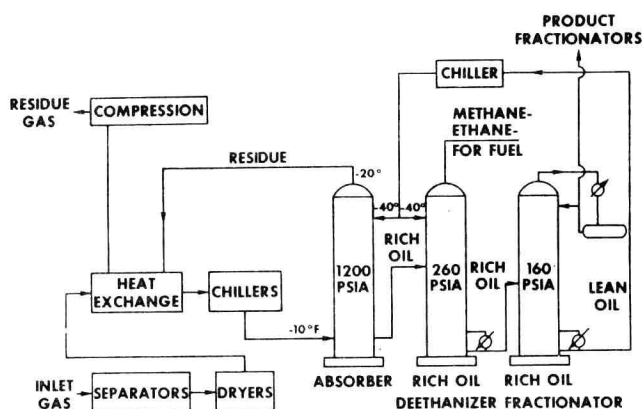 PRODUCT
FRACTIONATORS
CHILLER
RESIDUE
GAS
COMPRESSION
METHANE-
ETHANE-
FOR FUEL
RESIDUE
-20°
-40°
-40°
RICH
OIL
1200
PSIA
260
PSIA
RICH
OIL
160
PSIA
LEAN
OIL
HEAT
EXCHANGE
CHILLERS
-10°F
INLET
GAS
SEPARATORS
DRYERS
ABSORBER
RICH OIL
DEETHANIZER
RICH OIL
FRACTIONATOR